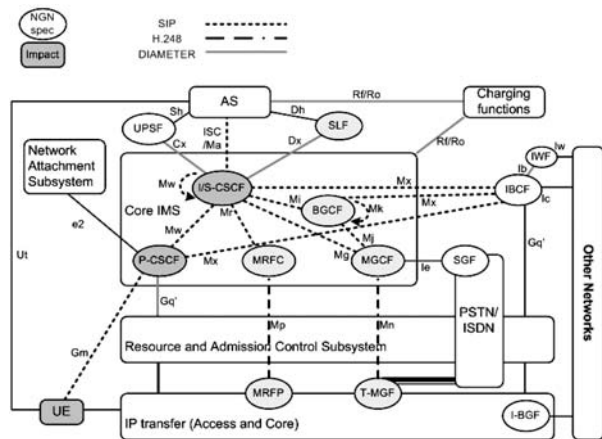 NGN
spec
Impact
SIP
H.248
DIAMETER
AS
Charging
functions
Rf/Ro
Sh
Dh
UPSF
SLF
ISC
/Ma
Cx
Dx
Rf/Ro
Network
Attachment
Subsystem
Mw
I/S-CSCF
Mx
IBCF
IWF
Iw
Ib
Ic
Core IMS
Mr
Mi
BGCF
Mk
Mx
Mw
Mj
e2
Ut
P-CSCF
Mx
MRFC
Mg
MGCF
Ie
SGF
Gq'
Gq'
Other Networks
PSTN/
ISDN
Gm
Mp
Mn
Resource and Admission Control Subsystem
MRFP
T-MGF
UE
IP transfer (Access and Core)
I-BGF